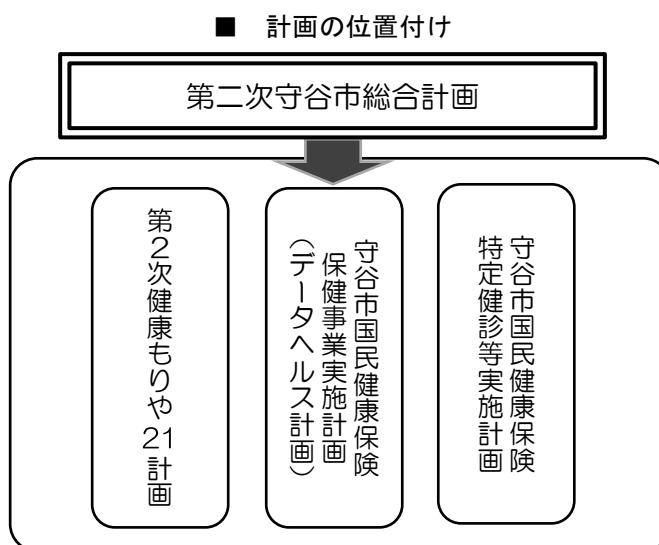 ■　計画の位置付け
第二次守谷市総合計画
第２次健康もりや21計画
守谷市国民健康保険
保健事業実施計画
（データヘルス計画）
守谷市国民健康保険
特定健診等実施計画